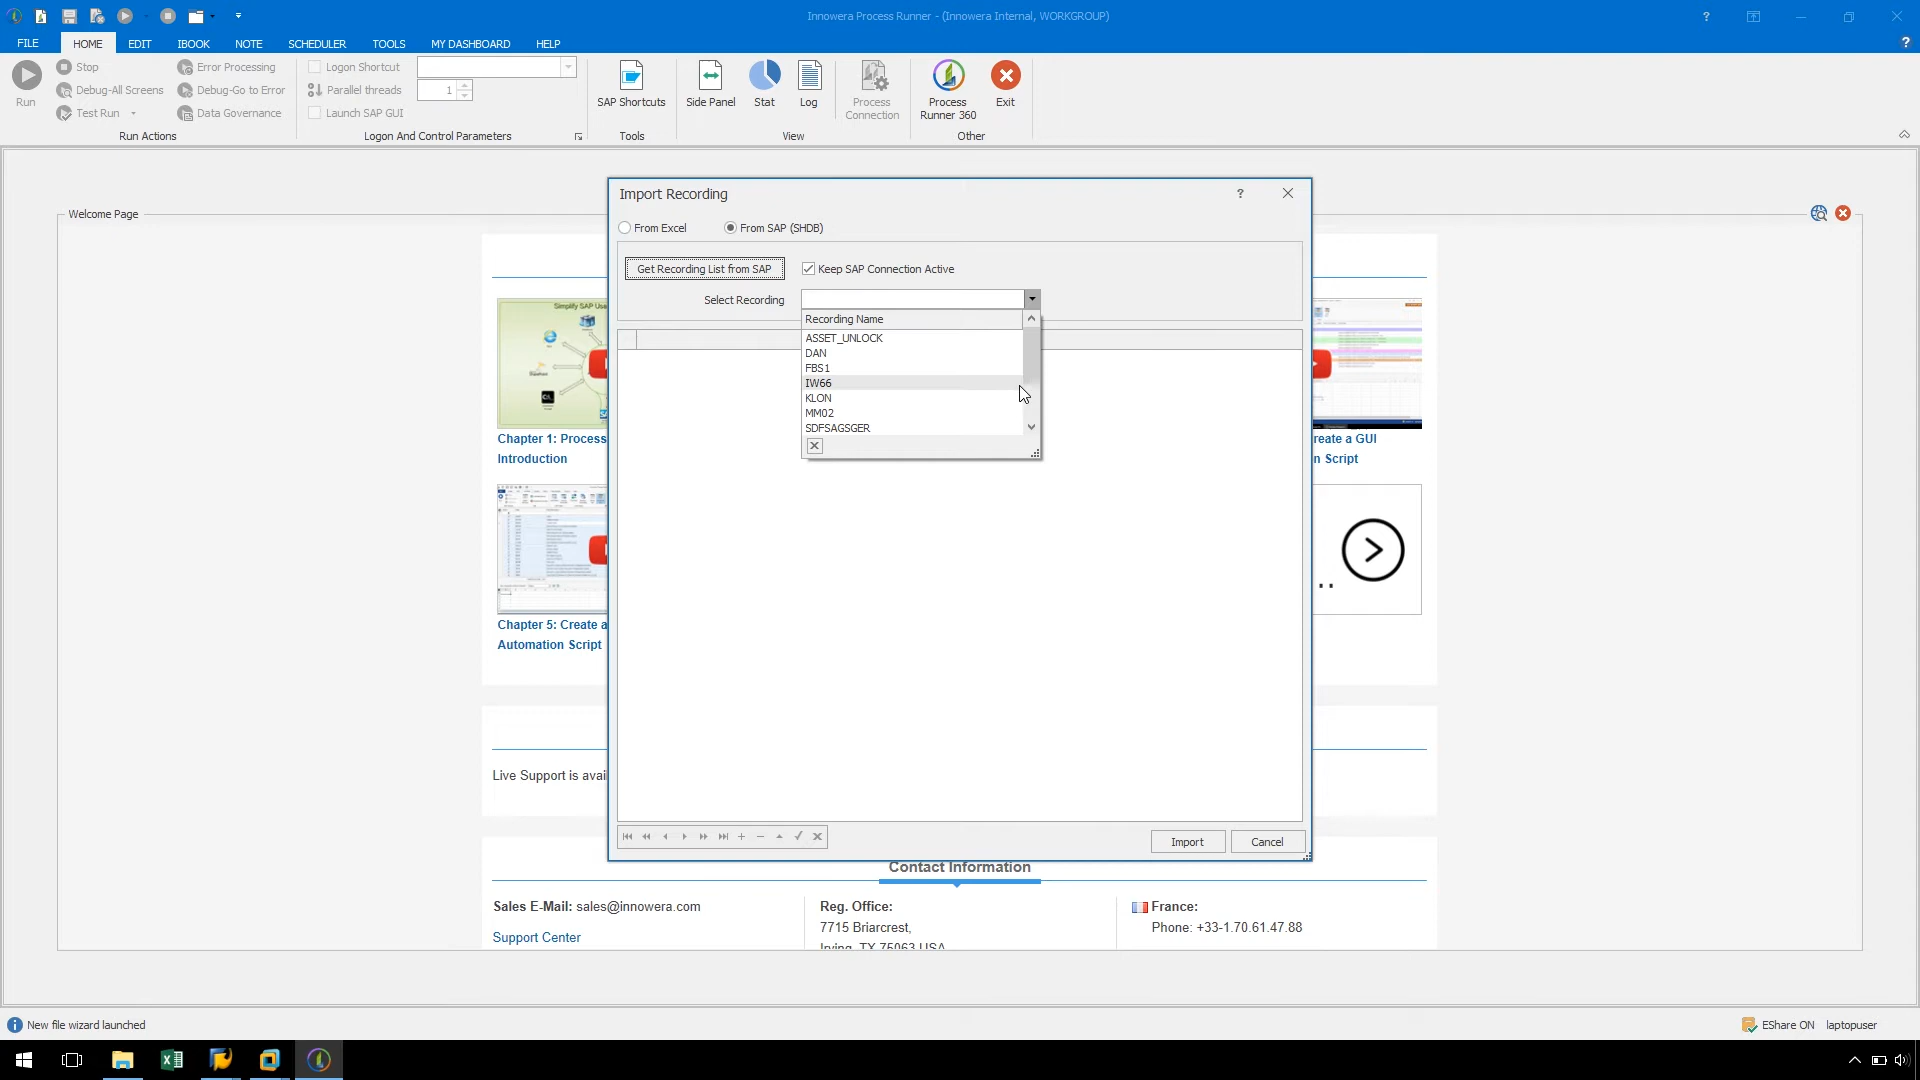 Innowera Process Runner - (Innowera Internal, WORKGROUP)
FILE HOME EDIT IBOOK NOTE SCHEDULER TOOLS MY DASHBOARD HELP
Run
Stop
Debug-All Screens
Test Run
Error Processing
Debug-Go to Error
Data Governance
Run Actions
Logon Shortcut
Parallel threads 1
Launch SAP GUI
Logon And Control Parameters
SAP Shortcuts
Tools
Side Panel
Stat
Log
Process Connection
View
Process Runner 360
Exit
Other
Welcome Page
Import Recording
From Excel
From SAP (SHDB)
Get Recording List from SAP
Keep SAP Connection Active
Select Recording
Recording Name
ASSET_UNLOCK
DAN
FBS1
IW66
KLON
MM02
SDFSAGSGER
Import
Cancel
Simplify SAP Use
Chapter 1: Process
Introduction
reate a GUI
n Script
Chapter 5: Create a
Automation Script
..
Live Support is avai
Contact Information
Sales E-Mail: sales@innowera.com
Support Center
Reg. Office:
7715 Briarcrest,
Irving, TX 75063 USA
France:
Phone: +33-1.70.61.47.88
New file wizard launched
EShare ON
laptopuser